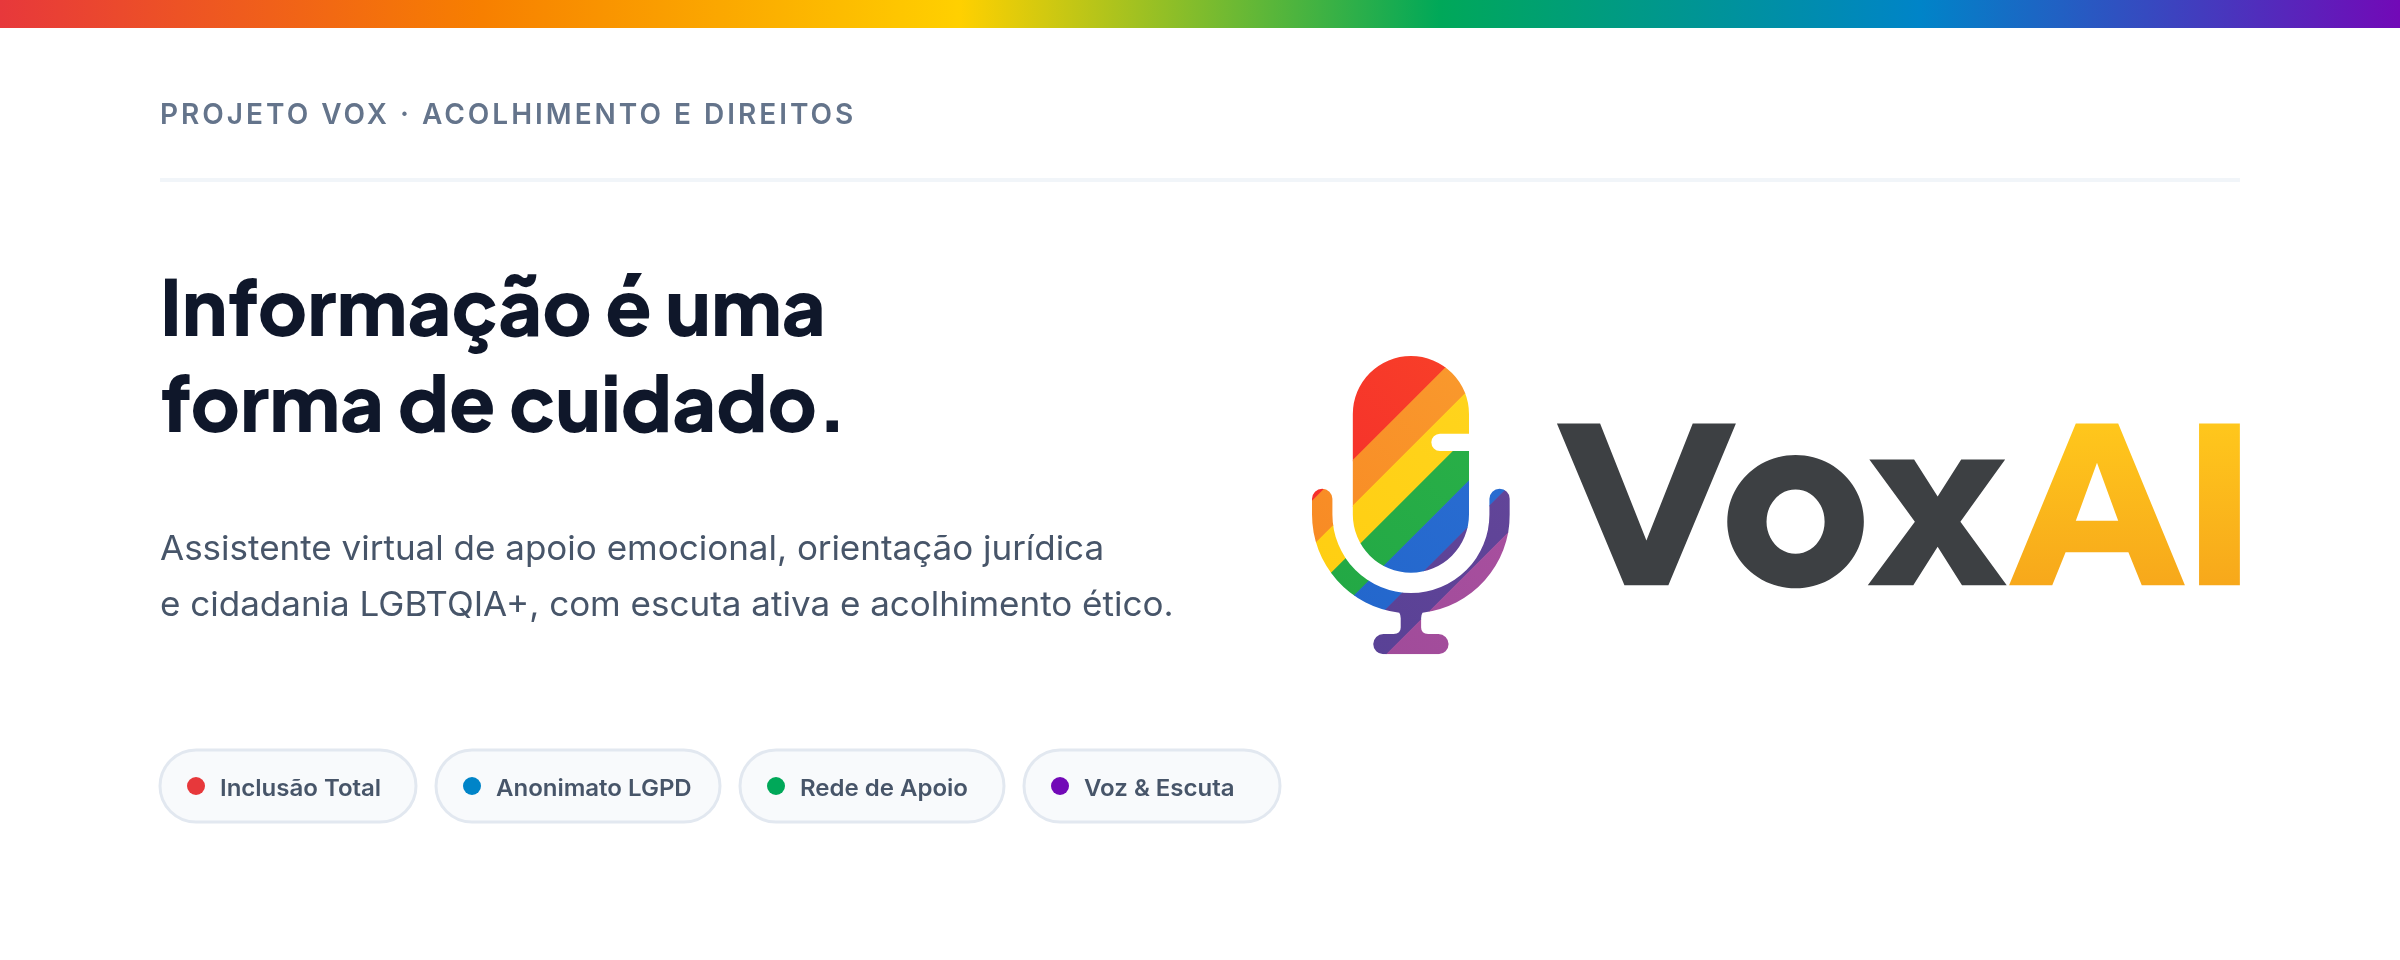 PROJETO VOX · ACOLHIMENTO E DIREITOS
Informação é uma
forma de cuidado.
VoxAI
Assistente virtual de apoio emocional, orientação jurídica
e cidadania LGBTQIA+, com escuta ativa e acolhimento ético.
Inclusão Total
Anonimato LGPD
Rede de Apoio
Voz & Escuta